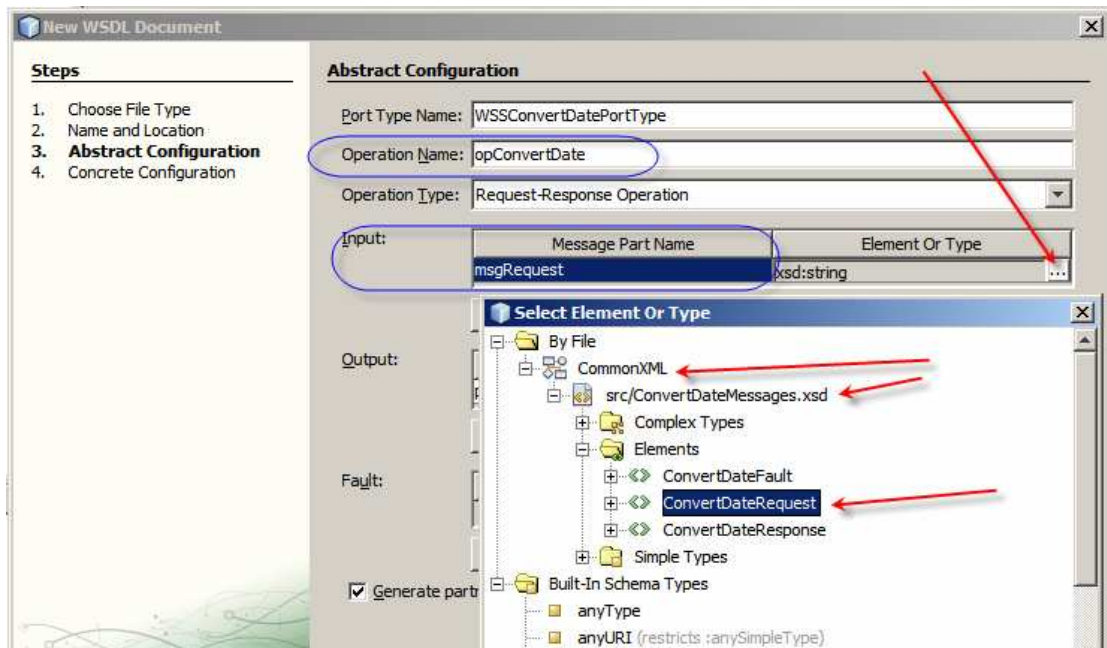 New WSDL Document
Steps
1. Choose File Type
2. Name and Location
3. Abstract Configuration
4. Concrete Configuration
Abstract Configuration
Port Type Name: WSSConvertDatePortType
Operation Name: opConvertDate
Operation Type: Request-Response Operation
Input:
Message Part Name Element Or Type
msgRequest xsd:string ...
Output:
Fault:
Generate part
Select Element Or Type
By File
CommonXML
src/ConvertDateMessages.xsd
Complex Types
Elements
ConvertDateFault
ConvertDateRequest
ConvertDateResponse
Simple Types
Built-In Schema Types
anyType
anyURI (restricts :anySimpleType)